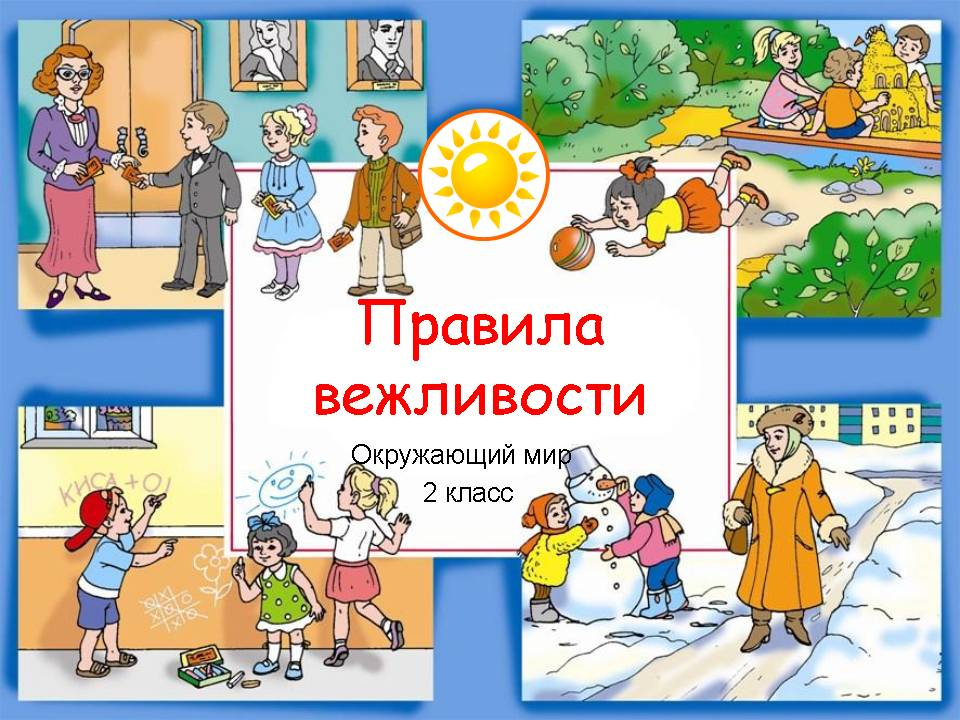 Правила
вежливости
Окружающий мир
2 класс
КИСА + О!